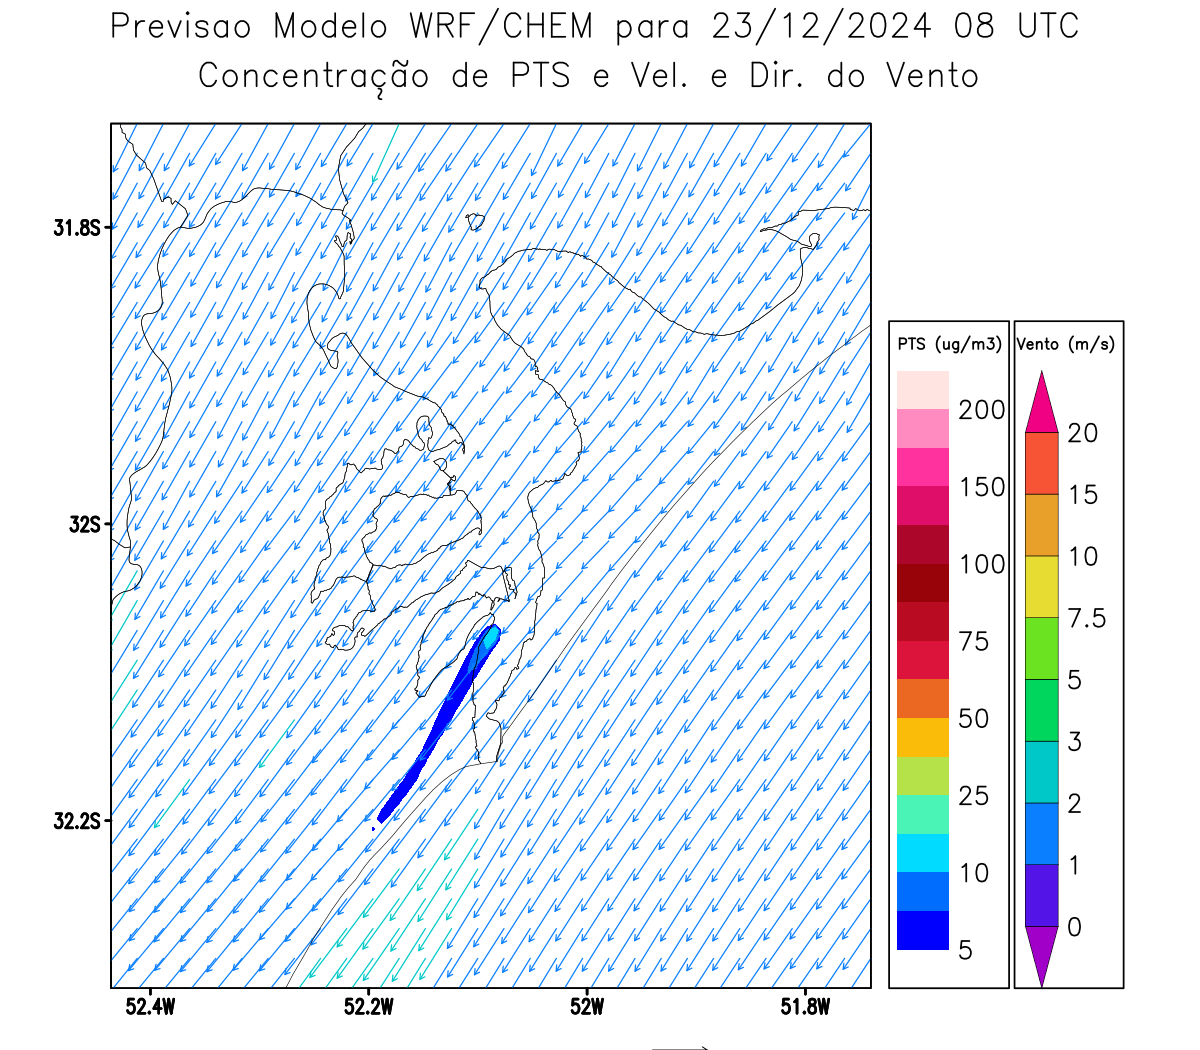 Previsao Modelo WRF/CHEM para 23/12/2024 08 UTC
Concentração de PTS e Vel. e Dir. do Vento
31.8S
32S
32.2S
52.4W
52.2W
52W
51.8W
PTS (ug/m3)
200
150
100
75
50
25
10
5
Vento (m/s)
20
15
10
7.5
5
3
2
1
0